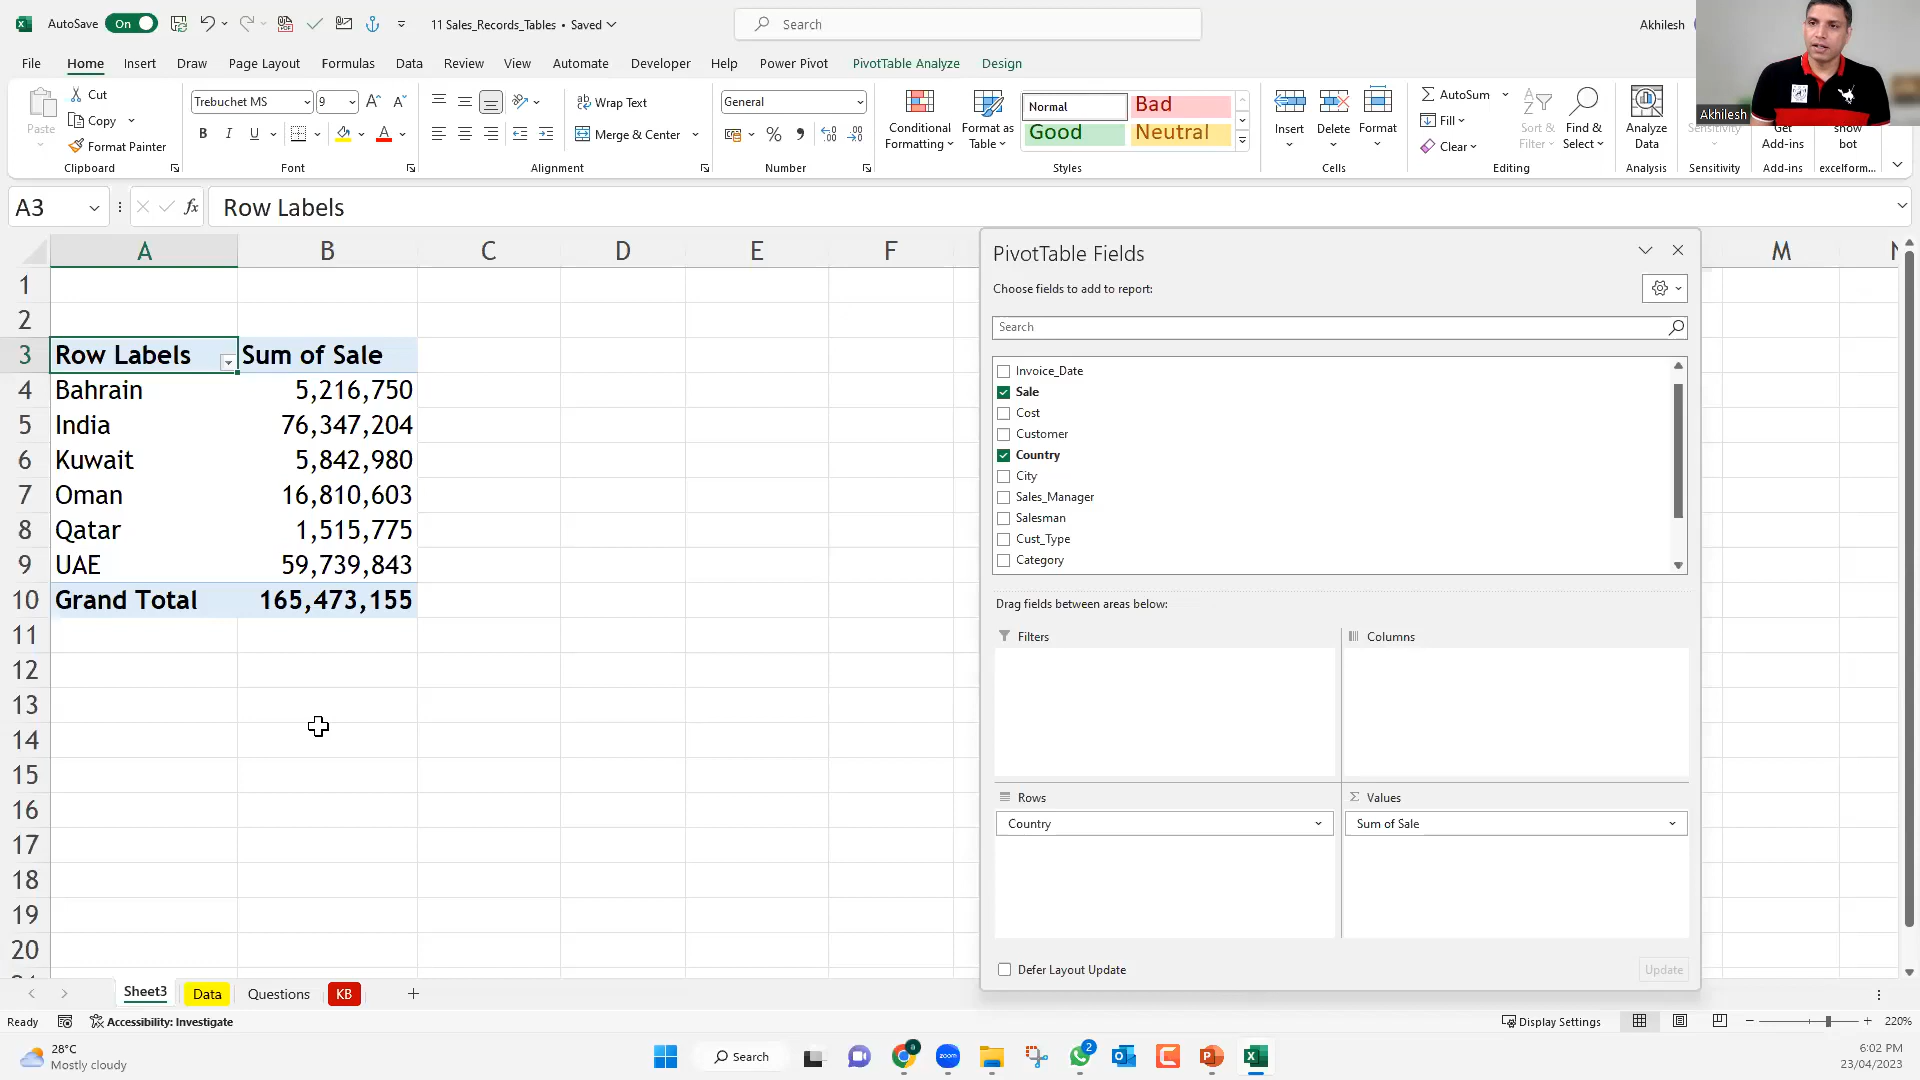 AutoSave On
11 Sales_Records_Tables • Saved
Search
Akhilesh
File Home Insert Draw Page Layout Formulas Data Review View Automate Developer Help Power Pivot PivotTable Analyze Design
Paste
Cut
Copy
Format Painter
Clipboard
Trebuchet MS 9
B I U
Font
Wrap Text
Merge & Center
Alignment
General
Number
Conditional Formatting
Format as Table
Normal Bad
Good Neutral
Styles
Insert Delete Format
Cells
AutoSum
Fill
Clear
Sort & Filter
Find & Select
Editing
Analyze Data
Analysis
Sensitivity
Sensitivity
Get Add-ins
Add-ins
show bot
excelform...
Akhilesh
A3 fx Row Labels
A B C D E F M N
1
2
3 Row Labels Sum of Sale
4 Bahrain 5,216,750
5 India 76,347,204
6 Kuwait 5,842,980
7 Oman 16,810,603
8 Qatar 1,515,775
9 UAE 59,739,843
10 Grand Total 165,473,155
11
12
13
14
15
16
17
18
19
20
PivotTable Fields
Choose fields to add to report:
Search
Invoice_Date
Sale
Cost
Customer
Country
City
Sales_Manager
Salesman
Cust_Type
Category
Drag fields between areas below:
Filters
Columns
Rows
Country
Values
Sum of Sale
Defer Layout Update
Update
Sheet3 Data Questions KB
Ready
Accessibility: Investigate
Display Settings
220%
28°C
Mostly cloudy
Search
zoom
2
6:02 PM
23/04/2023